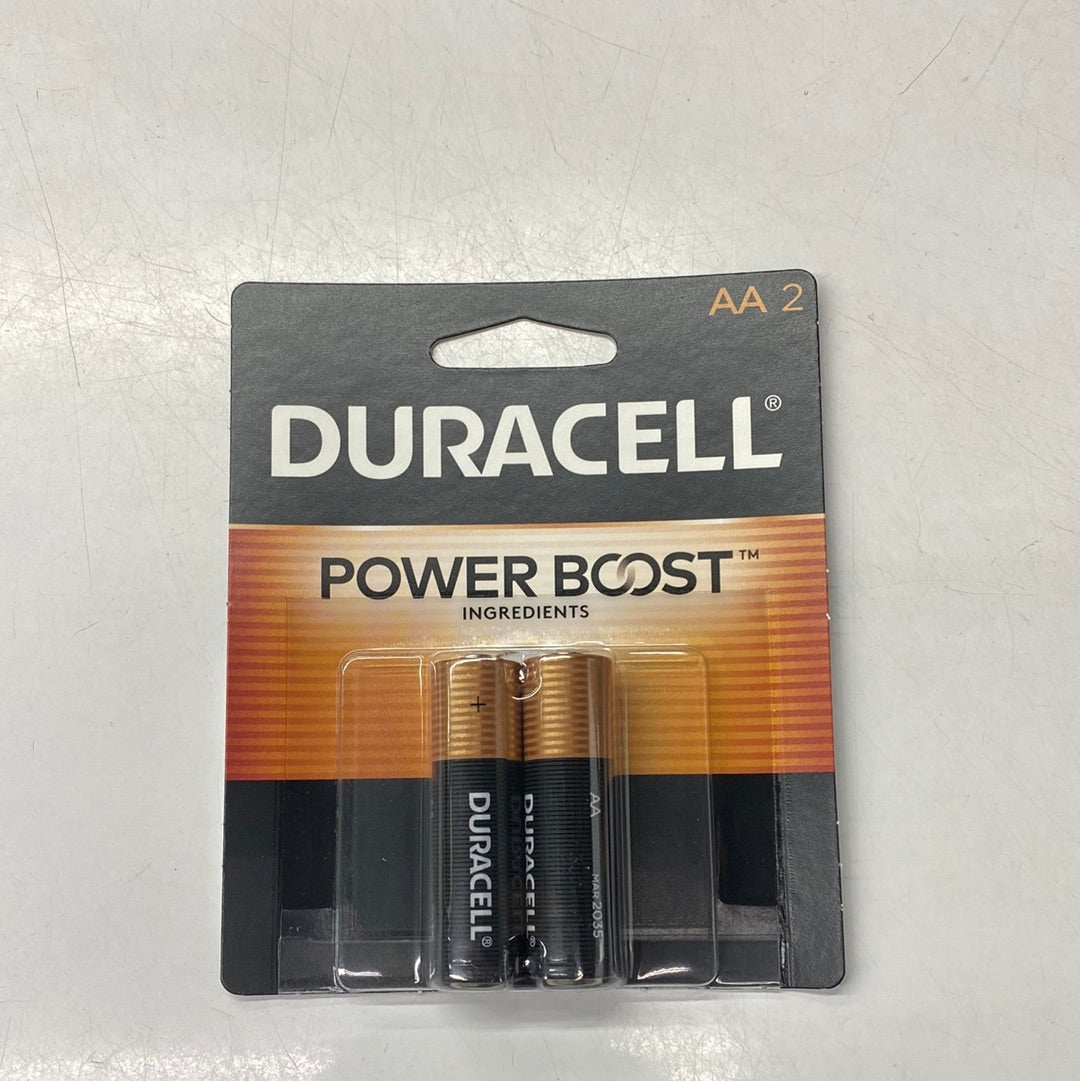 AA 2
DURACELL®
POWER BOOST™
INGREDIENTS
+
DURACELL®
DURACELL®
AA
MAR 2035